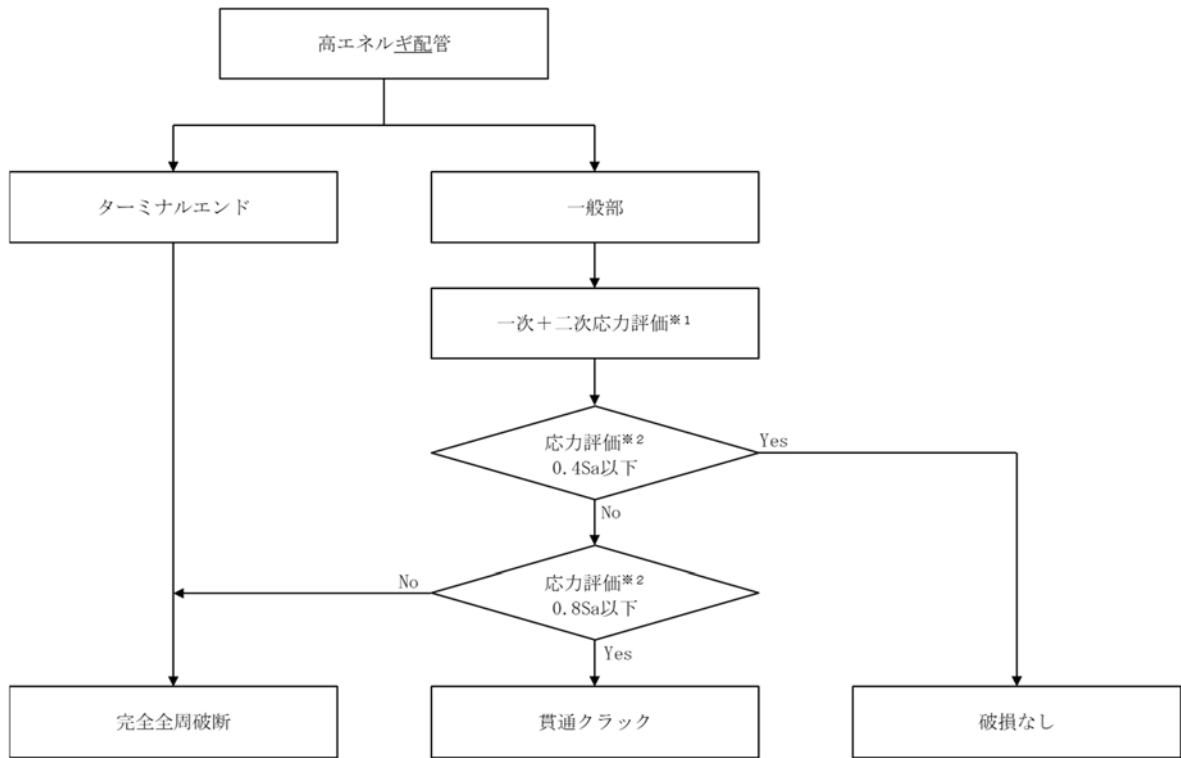 高エネルギ配管
ターミナルエンド
一般部
一次＋二次応力評価※1
応力評価※2
0.4Sa以下
Yes
No
応力評価※2
0.8Sa以下
No
Yes
完全全周破断
貫通クラック
破損なし